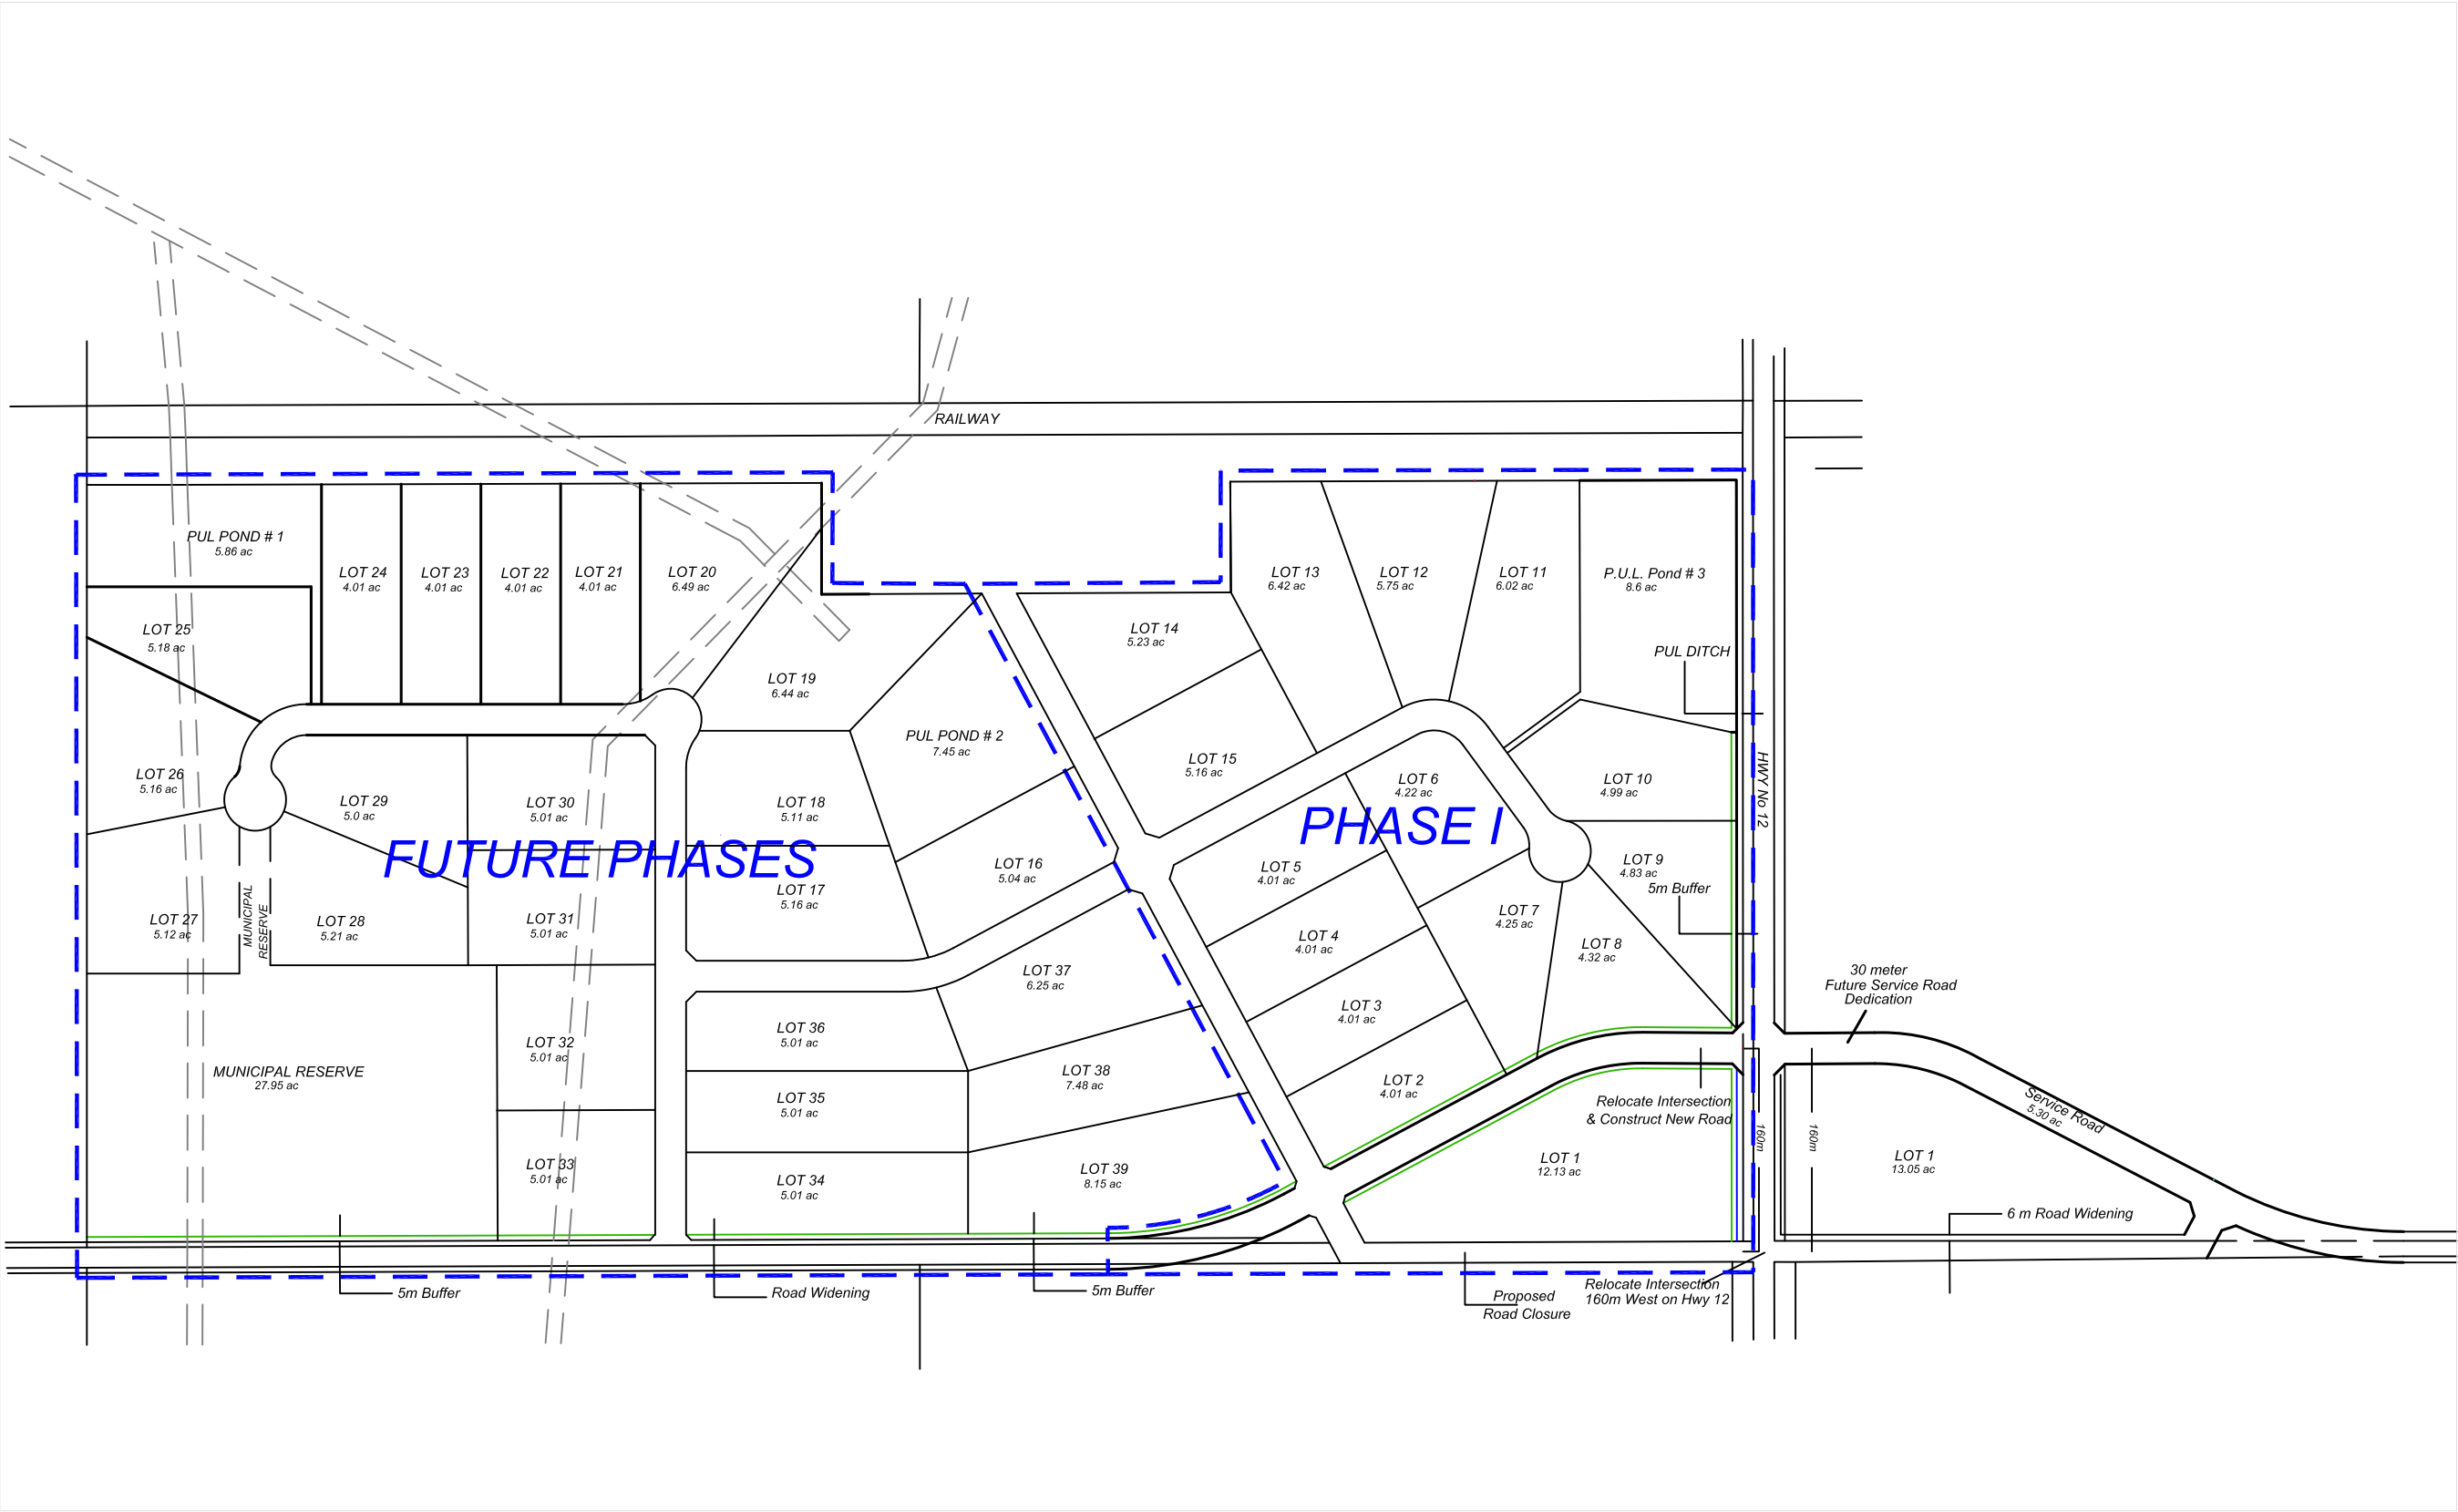 RAILWAY
PUL POND # 1
5.86 ac
LOT 24
4.01 ac
LOT 23
4.01 ac
LOT 22
4.01 ac
LOT 21
4.01 ac
LOT 20
6.49 ac
LOT 13
6.42 ac
LOT 12
5.75 ac
LOT 11
6.02 ac
P.U.L. Pond # 3
8.6 ac
LOT 25
5.18 ac
LOT 14
5.23 ac
PUL DITCH
LOT 19
6.44 ac
PUL POND # 2
7.45 ac
LOT 15
5.16 ac
LOT 26
5.16 ac
LOT 29
5.0 ac
LOT 30
5.01 ac
LOT 18
5.11 ac
LOT 6
4.22 ac
LOT 10
4.99 ac
HWY No 12
FUTURE PHASES
PHASE I
LOT 16
5.04 ac
LOT 5
4.01 ac
LOT 9
4.83 ac
5m Buffer
LOT 17
5.16 ac
LOT 27
5.12 ac
MUNICIPAL
RESERVE
LOT 28
5.21 ac
LOT 31
5.01 ac
LOT 7
4.25 ac
LOT 4
4.01 ac
LOT 8
4.32 ac
LOT 37
6.25 ac
30 meter
Future Service Road
Dedication
LOT 3
4.01 ac
LOT 36
5.01 ac
LOT 32
5.01 ac
MUNICIPAL RESERVE
27.95 ac
LOT 38
7.48 ac
LOT 2
4.01 ac
LOT 35
5.01 ac
Relocate Intersection
& Construct New Road
Service Road
5.30 ac
160m
160m
LOT 33
5.01 ac
LOT 34
5.01 ac
LOT 39
8.15 ac
LOT 1
12.13 ac
LOT 1
13.05 ac
6 m Road Widening
5m Buffer
Road Widening
5m Buffer
Proposed
Road Closure
Relocate Intersection
160m West on Hwy 12